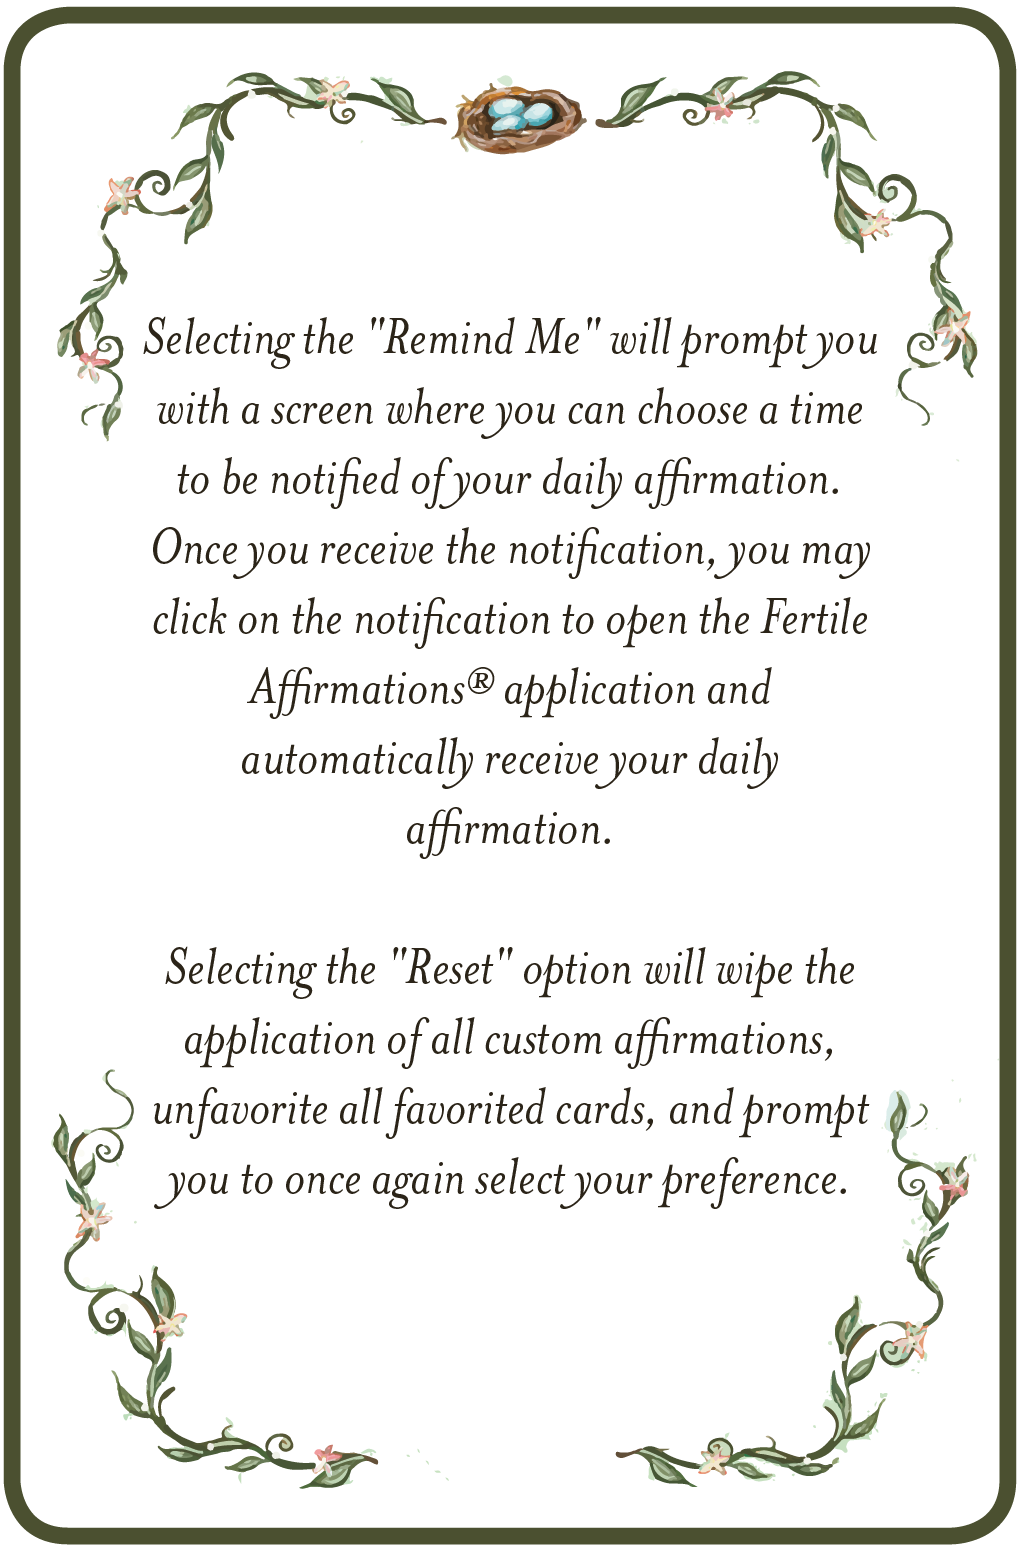 Selecting the "Remind Me" will prompt you
with a screen where you can choose a time
to be notified of your daily affirmation.
Once you receive the notification, you may
click on the notification to open the Fertile
Affirmations® application and
automatically receive your daily
affirmation.
Selecting the "Reset" option will wipe the
application of all custom affirmations,
unfavorite all favorited cards, and prompt
you to once again select your preference.